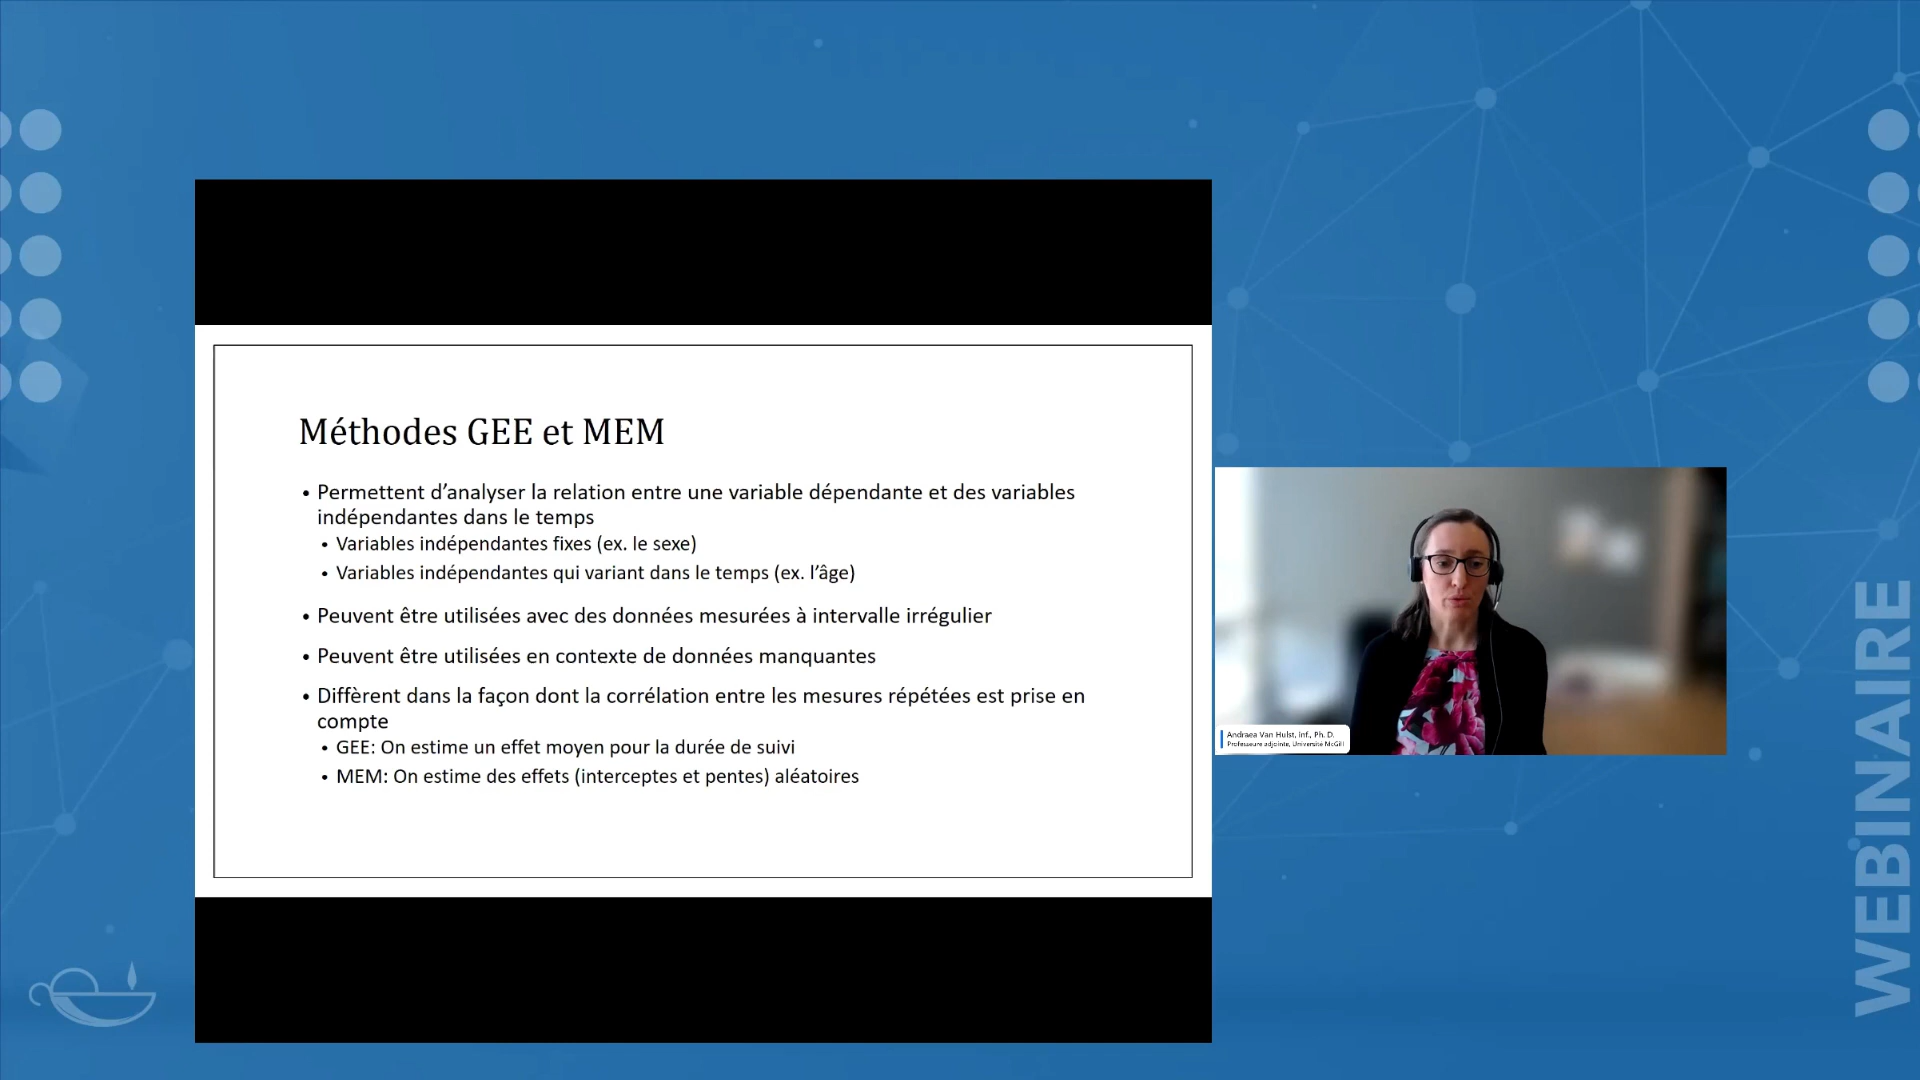 Méthodes GEE et MEM
• Permettent d’analyser la relation entre une variable dépendante et des variables
indépendantes dans le temps
• Variables indépendantes fixes (ex. le sexe)
• Variables indépendantes qui variant dans le temps (ex. l’âge)
• Peuvent être utilisées avec des données mesurées à intervalle irrégulier
• Peuvent être utilisées en contexte de données manquantes
• Diffèrent dans la façon dont la corrélation entre les mesures répétées est prise en
compte
• GEE: On estime un effet moyen pour la durée de suivi
• MEM: On estime des effets (interceptes et pentes) aléatoires
Andraea Van Hulst, inf., Ph. D.
Professeure adjointe, Université McGill
WEBINAIRE